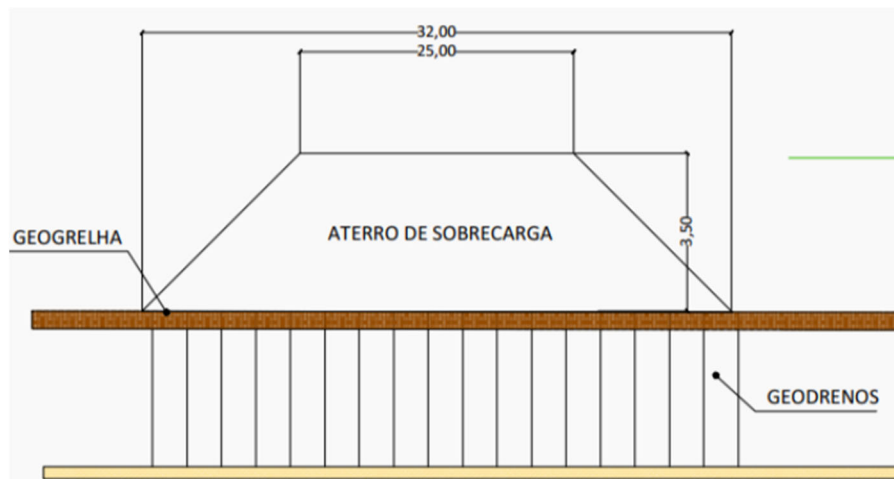 32,00
25,00
3,50
GEOGRELHA
ATERRO DE SOBRECARGA
GEODRENOS